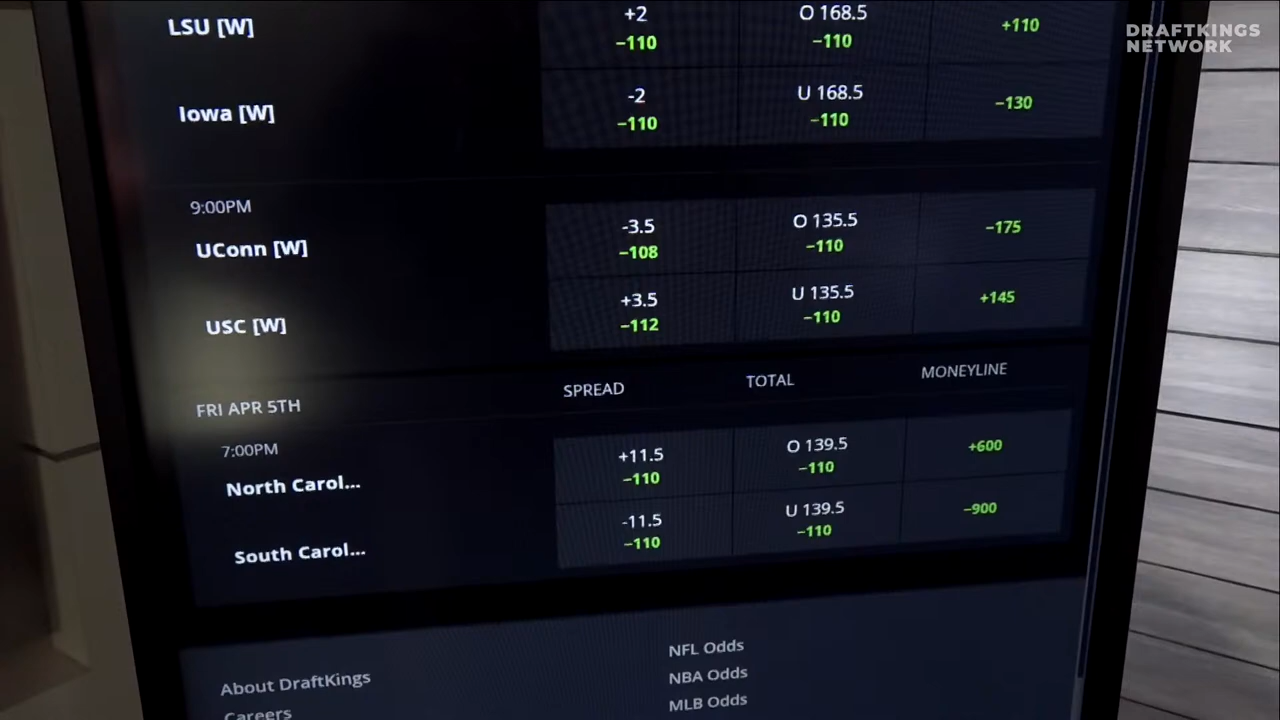 DRAFTKINGS
NETWORK
LSU [W]
+2
−110
O 168.5
−110
+110
Iowa [W]
-2
−110
U 168.5
−110
−130
9:00PM
UConn [W]
-3.5
−108
O 135.5
−110
−175
USC [W]
+3.5
−112
U 135.5
−110
+145
FRI APR 5TH
SPREAD
TOTAL
MONEYLINE
7:00PM
North Carol...
+11.5
−110
O 139.5
−110
+600
South Carol...
-11.5
−110
U 139.5
−110
−900
About DraftKings
Careers
NFL Odds
NBA Odds
MLB Odds